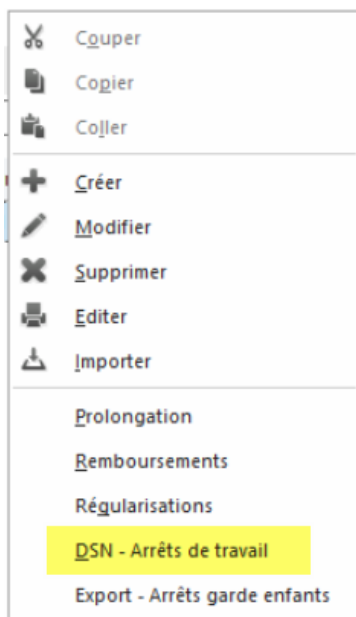 Couper
Copier
Coller
Créer
Modifier
Supprimer
Editer
Importer
Prolongation
Remboursements
Régularisations
DSN - Arrêts de travail
Export - Arrêts garde enfants